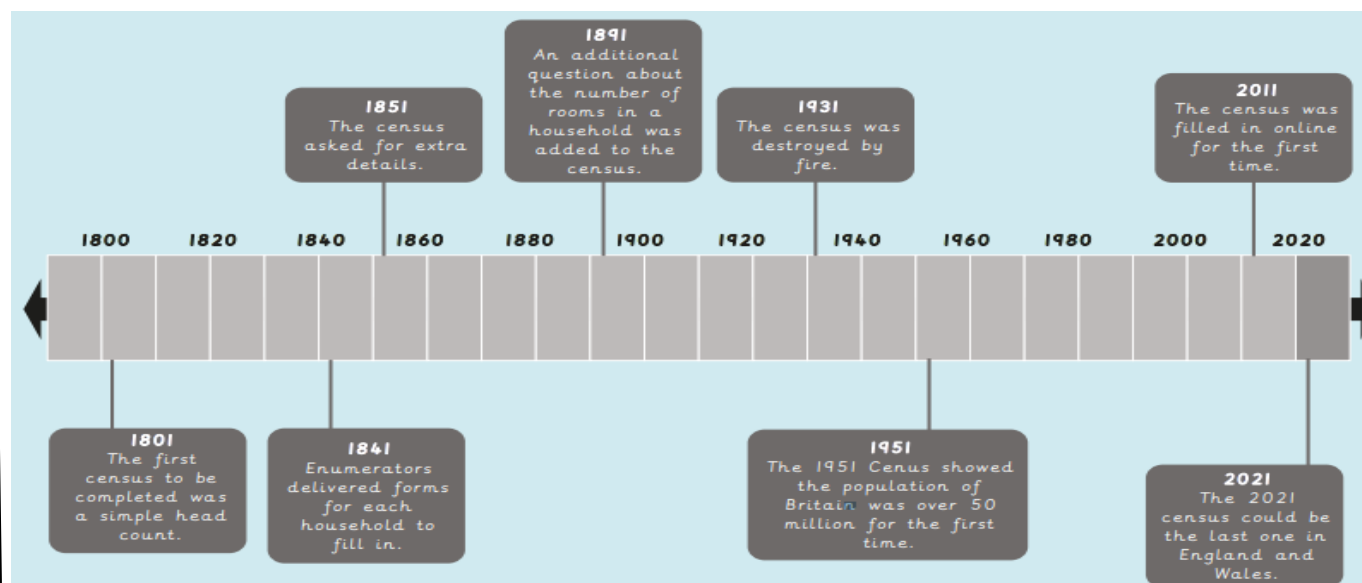 1891
An additional
question about
the number of
rooms in a
household was
added to the
census.
1851
The census
asked for extra
details.
1931
The census was
destroyed by
fire.
2011
The census was
filled in online
for the first
time.
1800 1820 1840 1860 1880 1900 1920 1940 1960 1980 2000 2020
1801
The first
census to be
completed was
a simple head
count.
1841
Enumerators
delivered forms
for each
household to
fill in.
1951
The 1951 Cenus showed
the population of
Britain was over 50
million for the first
time.
2021
The 2021
census could be
the last one in
England and
Wales.